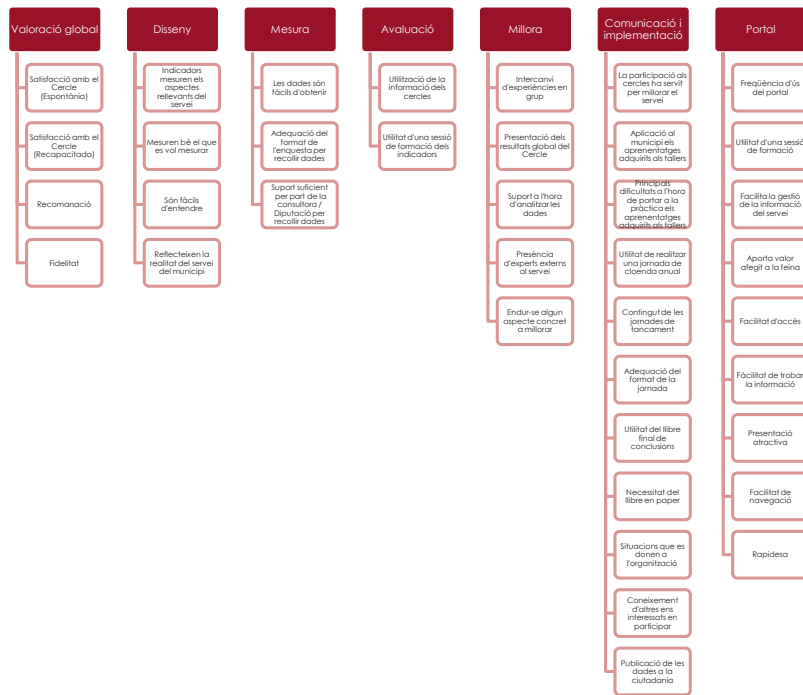 Valoració global
Satisfacció amb el
Cercle
(Espontània)
Satisfacció amb el
Cercle
(Recapacitada)
Recomanació
Fidelitat
Disseny
Indicadors
mesuren els
aspectes
rellevants del
servei
Mesuren bé el que
es vol mesurar
Són fàcils
d'entendre
Reflecteixen la
realitat del servei
del municipi
Mesura
Les dades són
fàcils d'obtenir
Adequació del
format de
l'enquesta per
recollir dades
Suport suficient
per part de la
consultora /
Diputació per
recollir dades
Avaluació
Utilització de la
informació dels
cercles
Utilitat d'una sessió
de formació dels
indicadors
Millora
Intercanvi
d'experiències en
grup
Presentació dels
resultats global del
Cercle
Suport a l'hora
d'analitzar les
dades
Presència
d'experts externs
al servei
Endur-se algun
aspecte concret
a millorar
Comunicació i
implementació
La participació als
cercles ha servit
per millorar el
servei
Aplicació al
municipi els
aprenentatges
adquirits als tallers
Principals
dificultats a l'hora
de portar a la
pràctica els
aprenentatges
adquirits als tallers
Utilitat de realitzar
una jornada de
cloenda anual
Contingut de les
jornades de
tancament
Adequació del
format de la
jornada
Utilitat del llibre
final de
conclusions
Necessitat del
llibre en paper
Situacions que es
donen a
l'organització
Coneixement
d'altres ens
interessats en
participar
Publicació de les
dades a la
ciutadania
Portal
Freqüència d'ús
del portal
Utilitat d'una sessió
de formació
Facilita la gestió
de la informació
del servei
Aporta valor
afegit a la feina
Facilitat d'accés
Fàcilitat de trobar
la informació
Presentació
atractiva
Facilitat de
navegació
Rapidesa